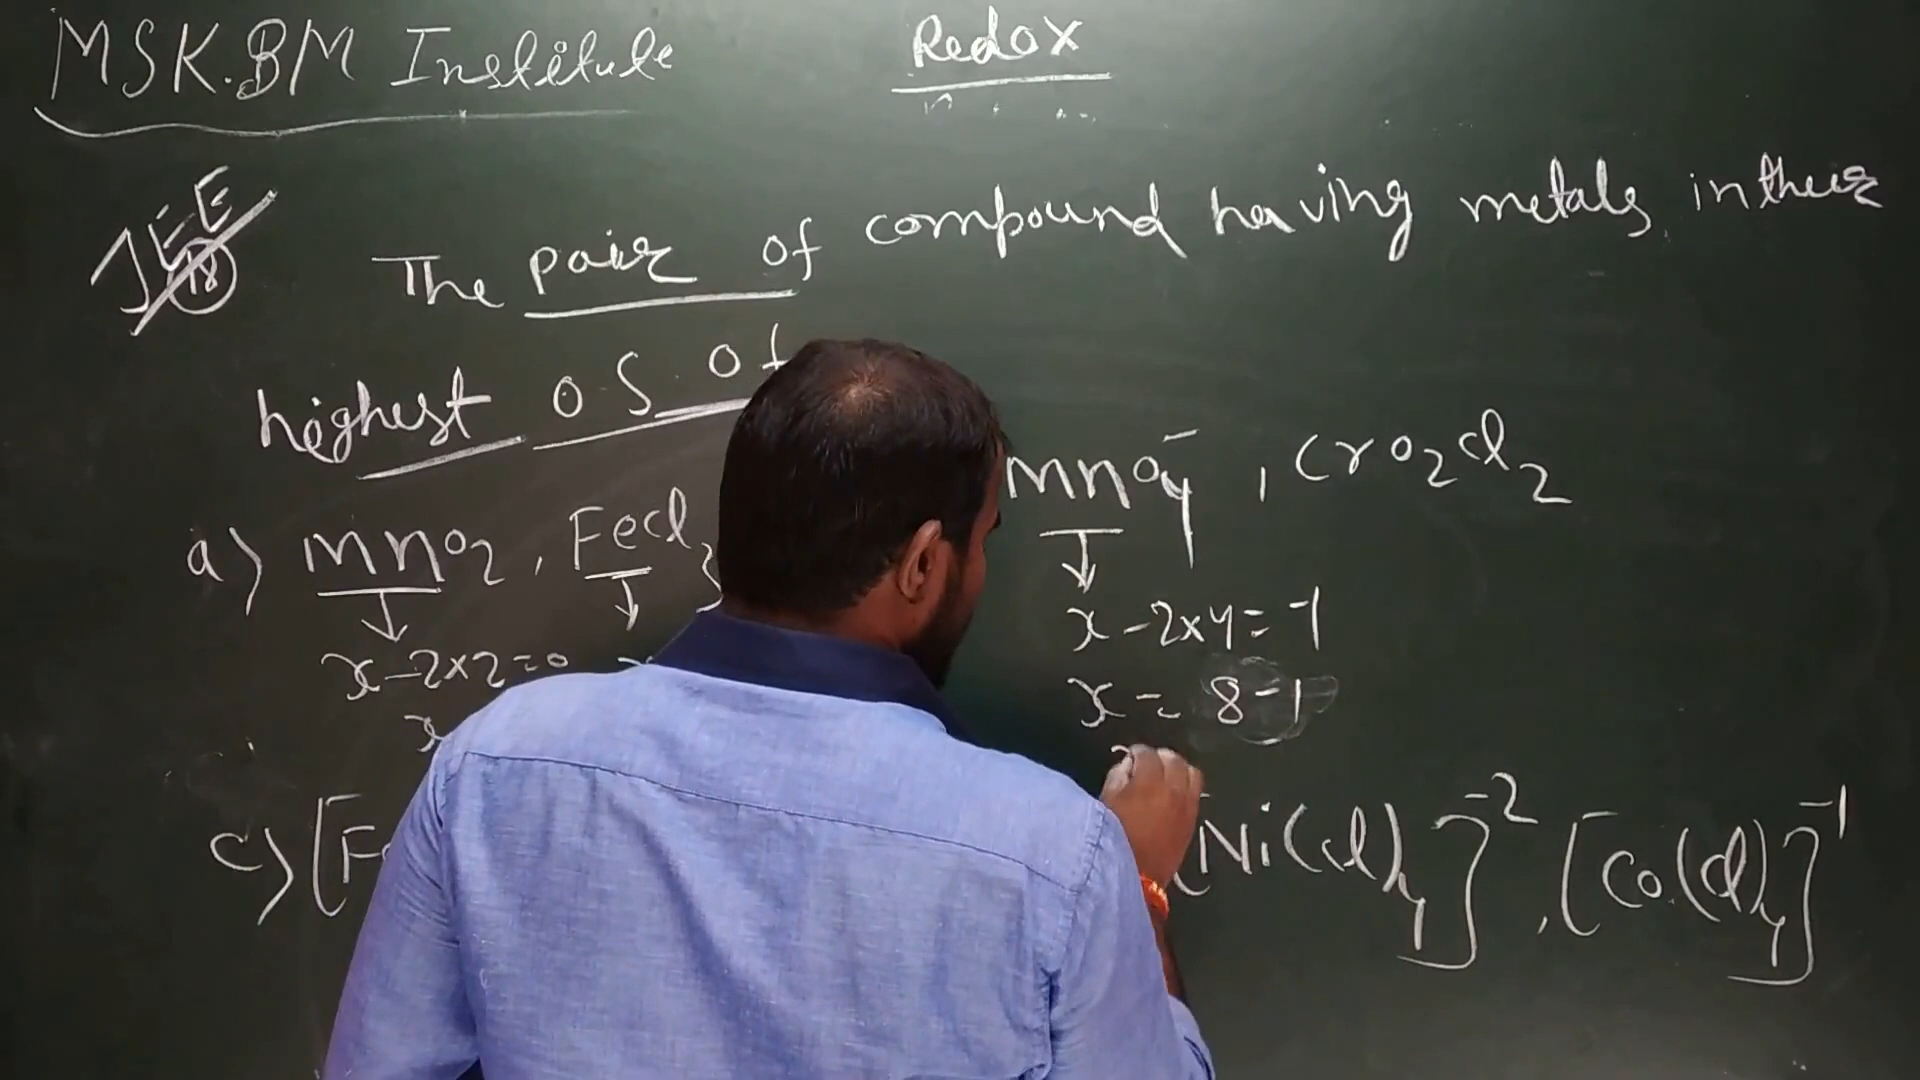 MSK.BM Institute
Redox
JEE
18
The pair of compound having metals in their
highest O S of
a) MnO2, FeCl3
MnO4⁻, CrO2Cl2
x-2×2=0
x
x-2×4=-1
x = 8-1
c) [Fe
[Ni(Cl)4]⁻², [Co(Cl)4]⁻¹